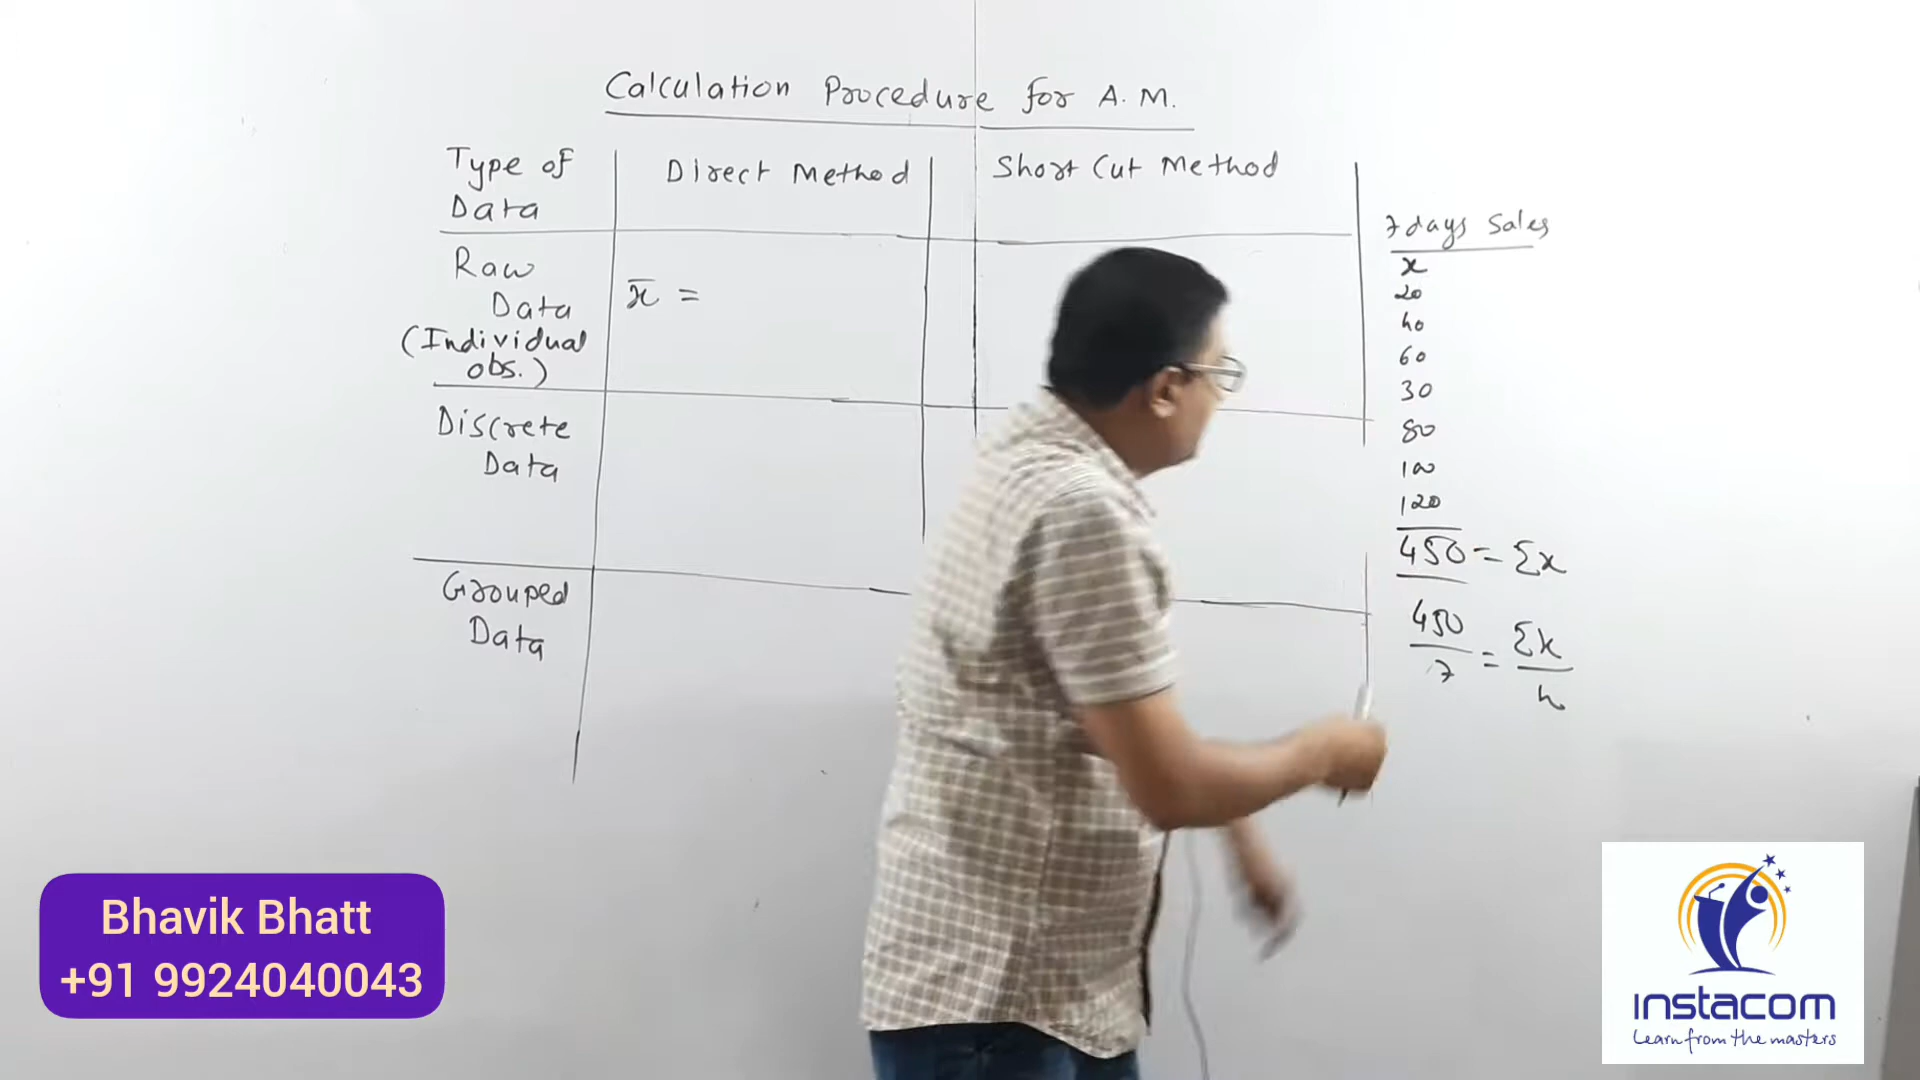 Calculation Procedure for A.M.
Type of Data
Direct Method
Short Cut Method
Raw Data
(Individual obs.)
x̄ =
Discrete Data
Grouped Data
7 days Sales
x
20
40
60
30
80
100
120
450 = Σx
450/7 = Σx/n
Bhavik Bhatt
+91 9924040043
instacom
Learn from the masters